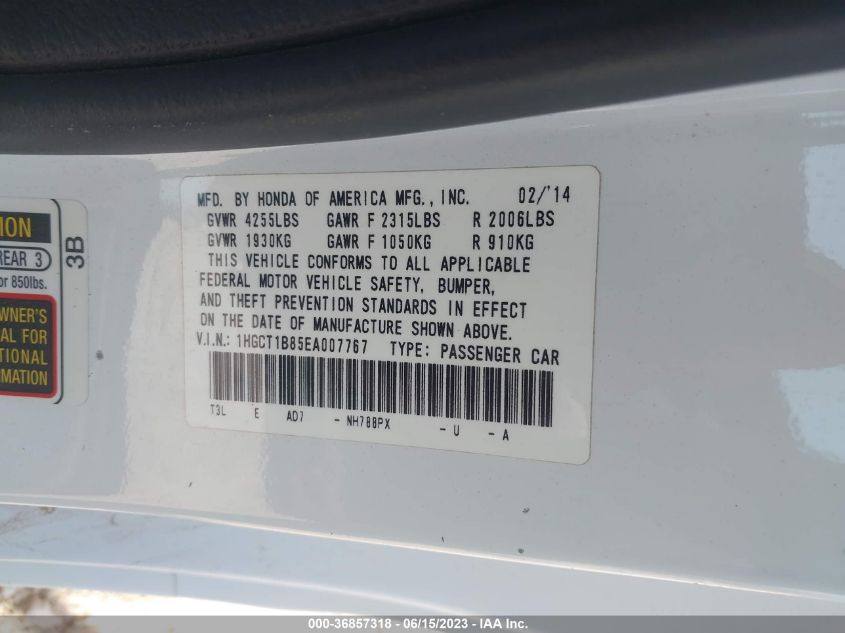 MFD. BY HONDA OF AMERICA MFG., INC. 02/'14
GVWR 4255LBS GAWR F 2315LBS R 2006LBS
GVWR 1930KG GAWR F 1050KG R 910KG
THIS VEHICLE CONFORMS TO ALL APPLICABLE
FEDERAL MOTOR VEHICLE SAFETY, BUMPER,
AND THEFT PREVENTION STANDARDS IN EFFECT
ON THE DATE OF MANUFACTURE SHOWN ABOVE.
V.I.N.: 1HGCT1B85EA007767 TYPE: PASSENGER CAR
T3L E AD7 - NH788PX - U - A
ION
REAR 3
or 850lbs.
3B
WNER'S
AL FOR
TIONAL
MATION
000-36857318 - 06/15/2023 - IAA Inc.